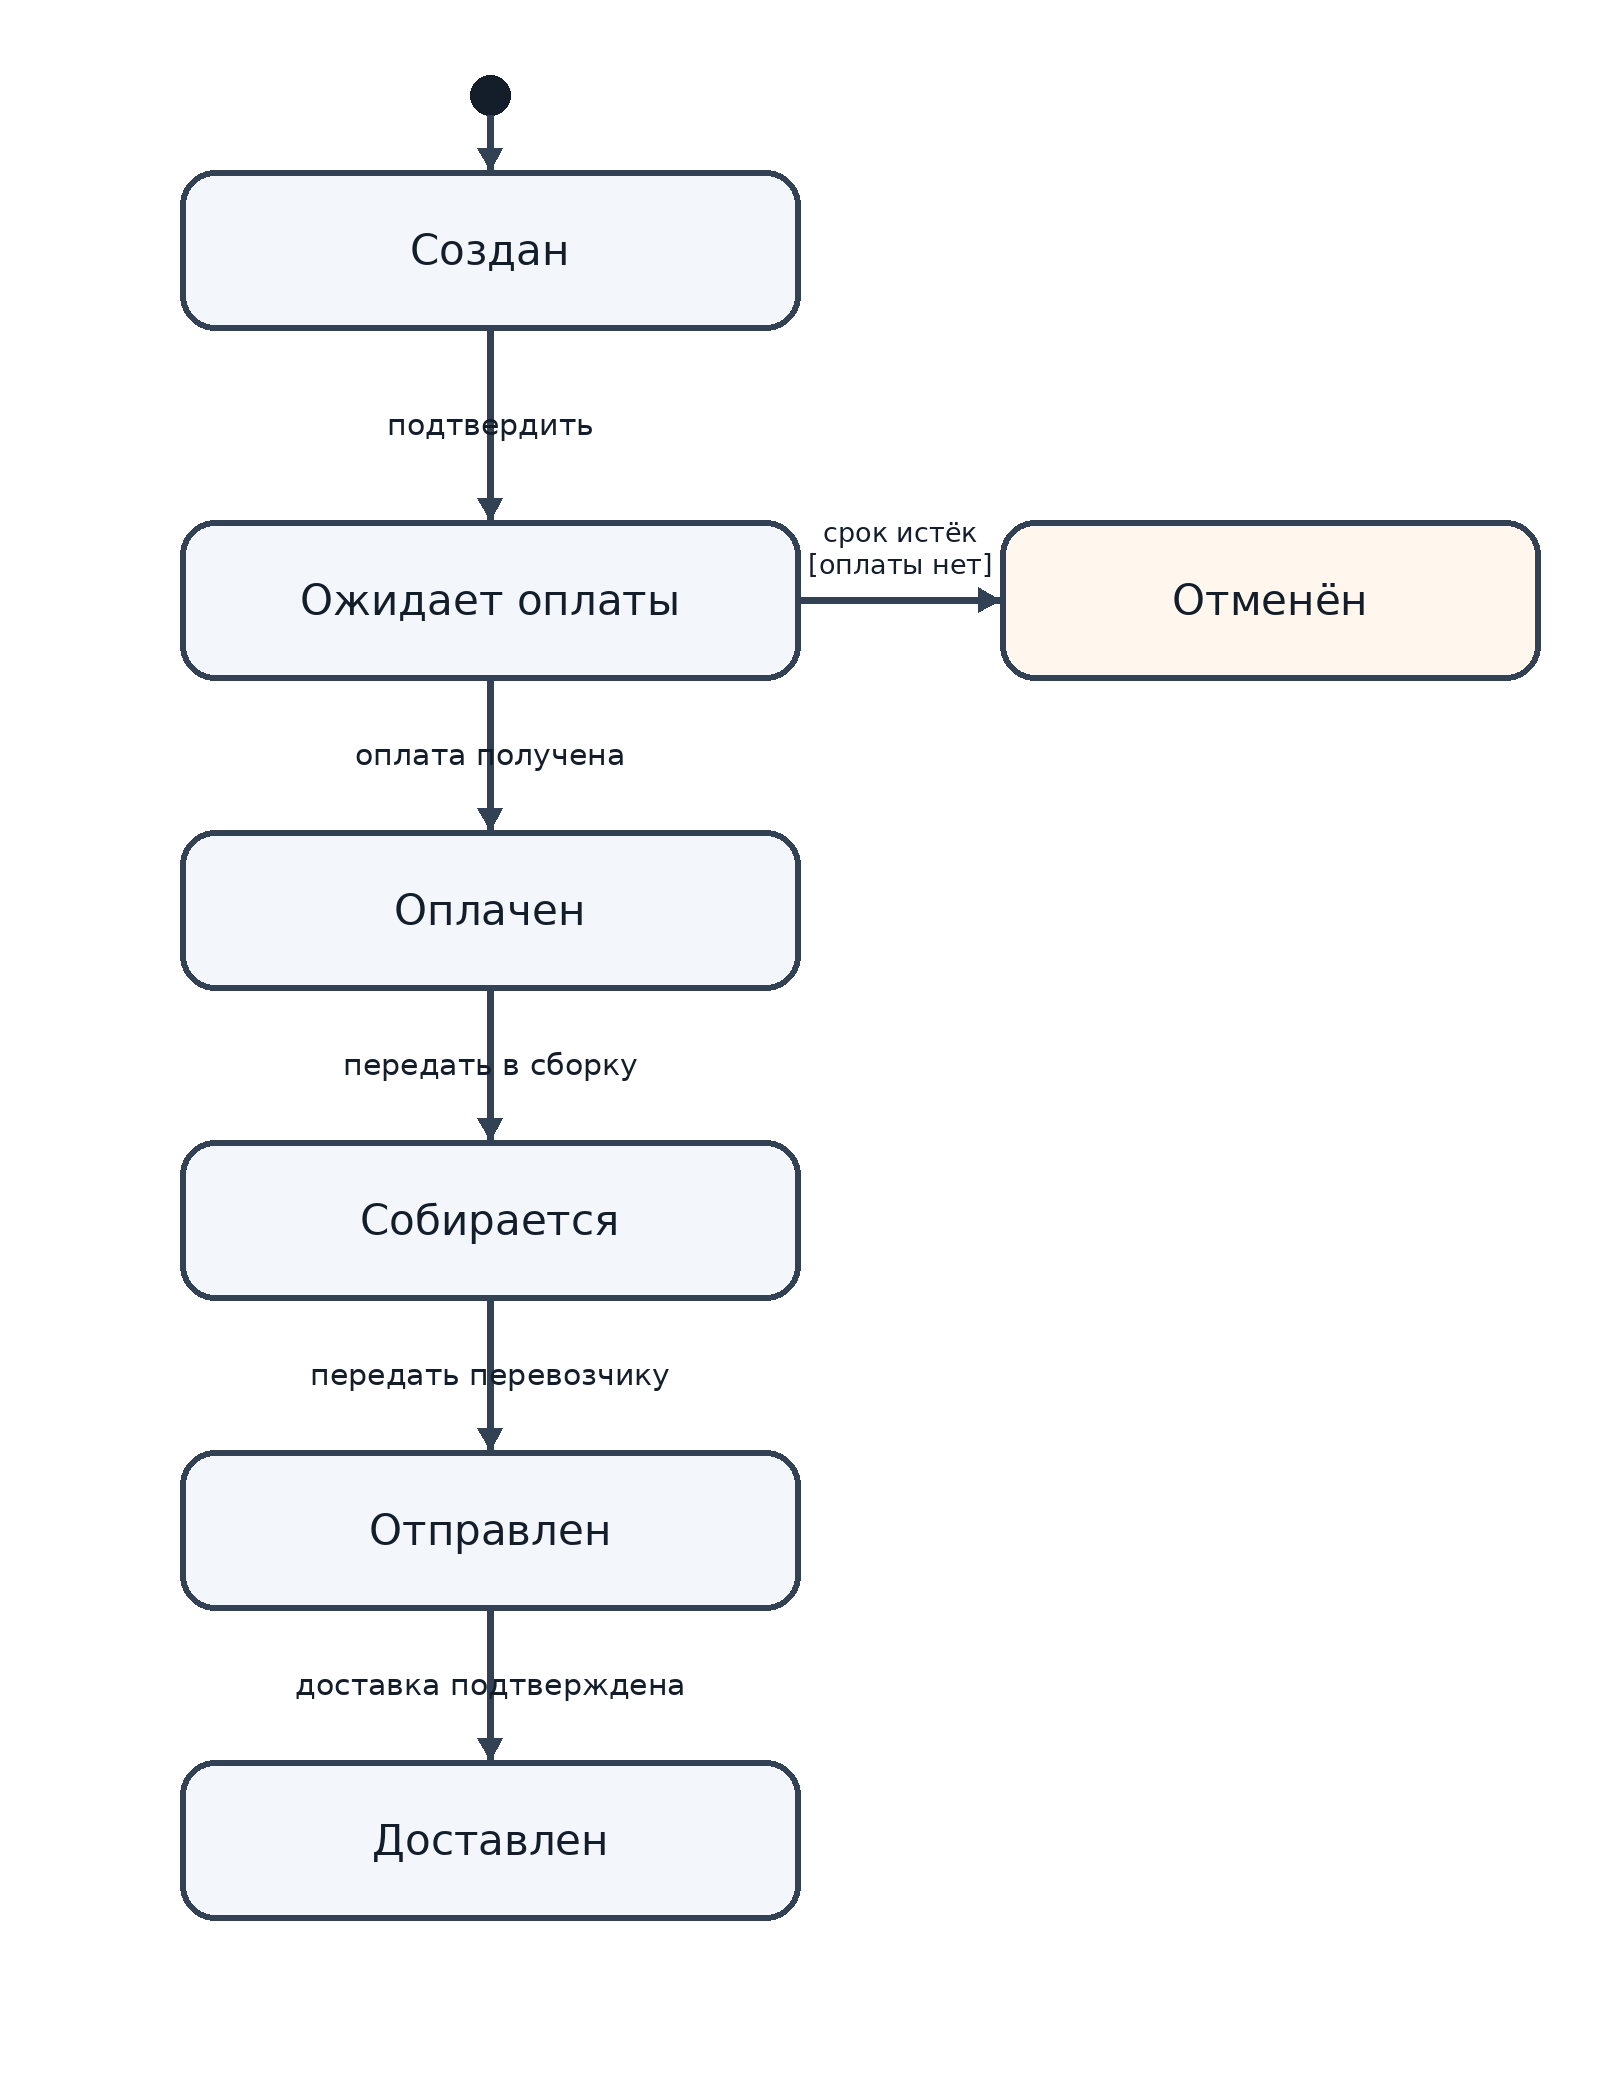 Создан
подтвердить
срок истёк
[оплаты нет]
Ожидает оплаты
Отменён
оплата получена
Оплачен
передать в сборку
Собирается
передать перевозчику
Отправлен
доставка подтверждена
Доставлен